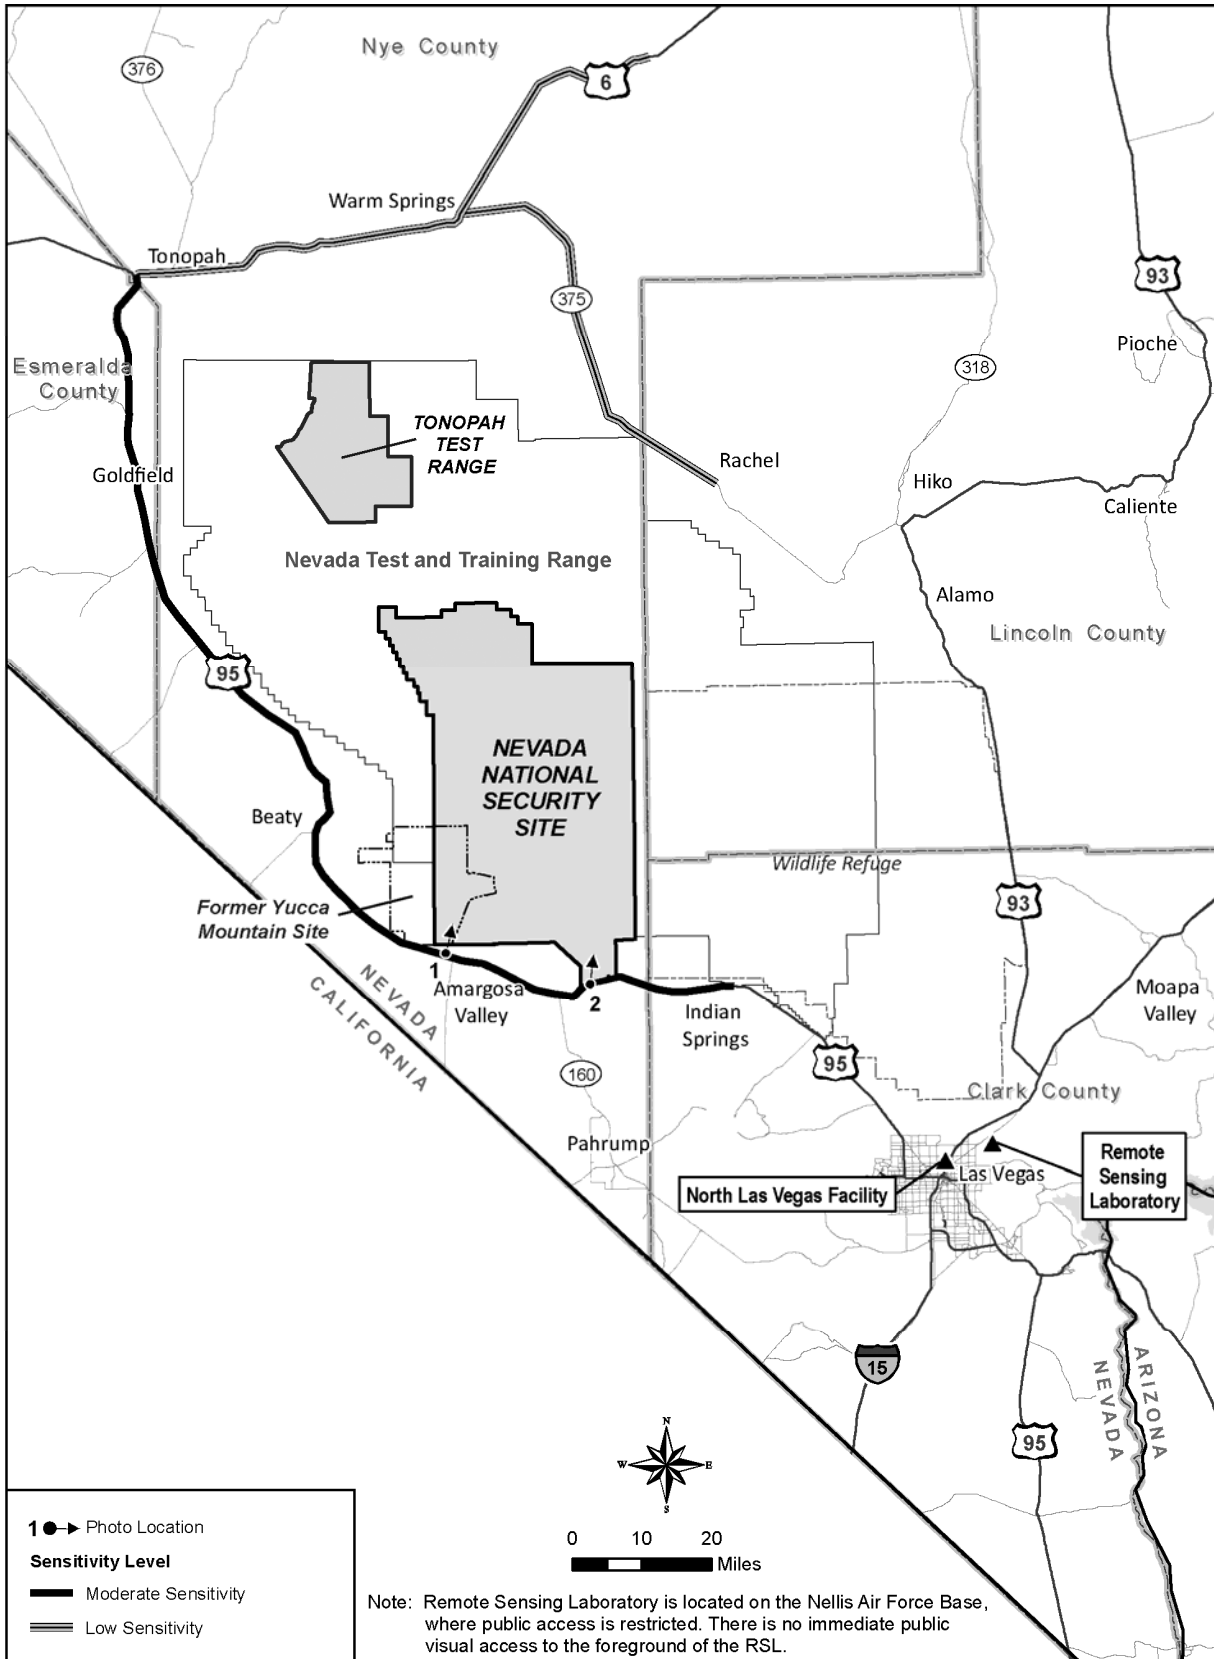 Nye County
376
6
Warm Springs
Tonopah
93
375
Pioche
318
Esmeralda
County
TONOPAH
TEST
RANGE
Rachel
Goldfield
Hiko
Caliente
Nevada Test and Training Range
Alamo
Lincoln County
95
NEVADA
NATIONAL
SECURITY
SITE
Beaty
Wildlife Refuge
Former Yucca
Mountain Site
93
1
NEVADA
CALIFORNIA
Amargosa
Valley
2
Indian
Springs
Moapa
Valley
95
160
Clark County
Pahrump
Las Vegas
North Las Vegas Facility
Remote
Sensing
Laboratory
15
ARIZONA
NEVADA
95
N
W
E
S
0 10 20
Miles
1 Photo Location
Sensitivity Level
Moderate Sensitivity
Low Sensitivity
Note: Remote Sensing Laboratory is located on the Nellis Air Force Base,
where public access is restricted. There is no immediate public
visual access to the foreground of the RSL.